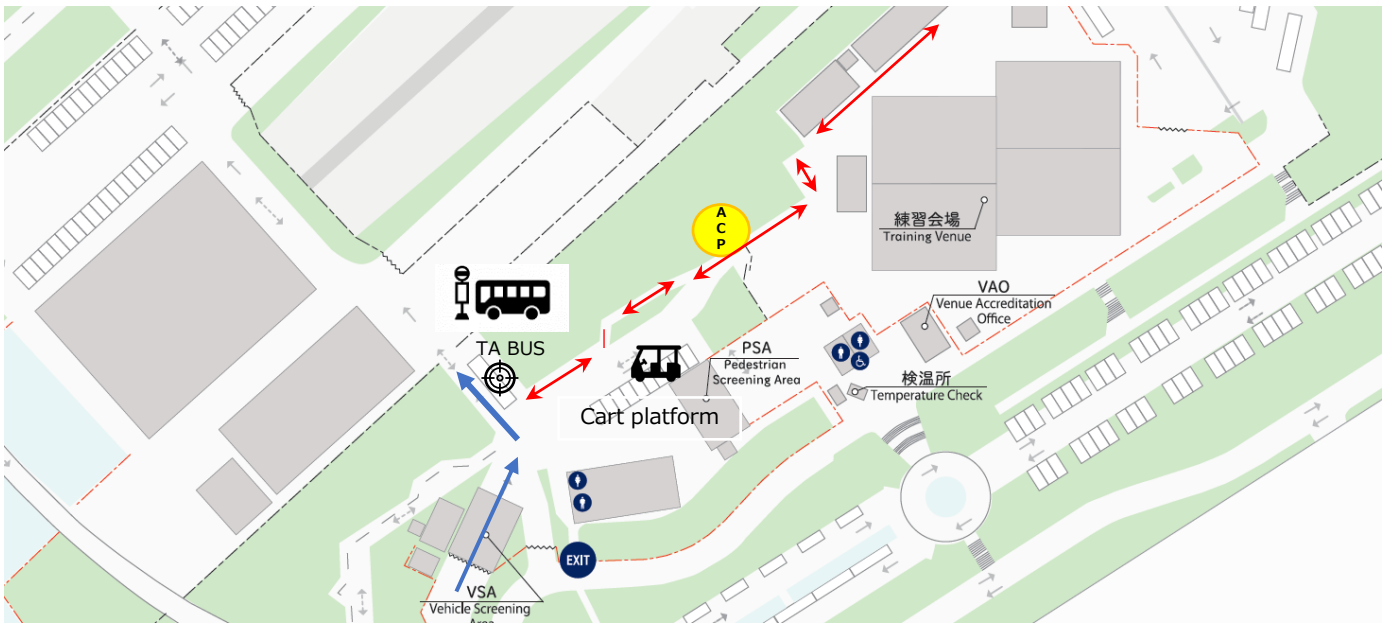 A
C
P
練習会場
Training Venue
VAO
Venue Accreditation
Office
TA BUS
PSA
Pedestrian
Screening Area
検温所
Temperature Check
Cart platform
EXIT
VSA
Vehicle Screening
Area